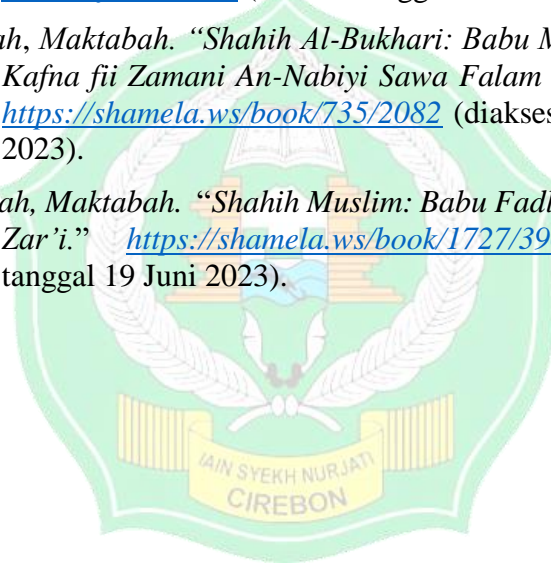 ah, Maktabah. “Shahih Al-Bukhari: Babu M
Kafna fii Zamani An-Nabiyi Sawa Falam
https://shamela.ws/book/735/2082 (diakses
2023).
ah, Maktabah. “Shahih Muslim: Babu Fadl
Zar’i.” https://shamela.ws/book/1727/39
tanggal 19 Juni 2023).
IAIN SYEKH NURJATI
CIREBON